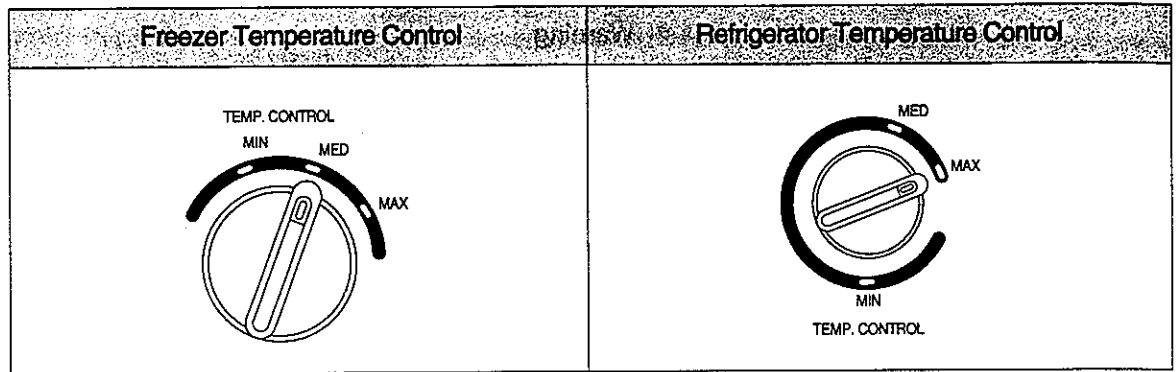 Freezer Temperature Control
Refrigerator Temperature Control
TEMP. CONTROL
MIN
MED
MAX
MED
MAX
MIN
TEMP. CONTROL